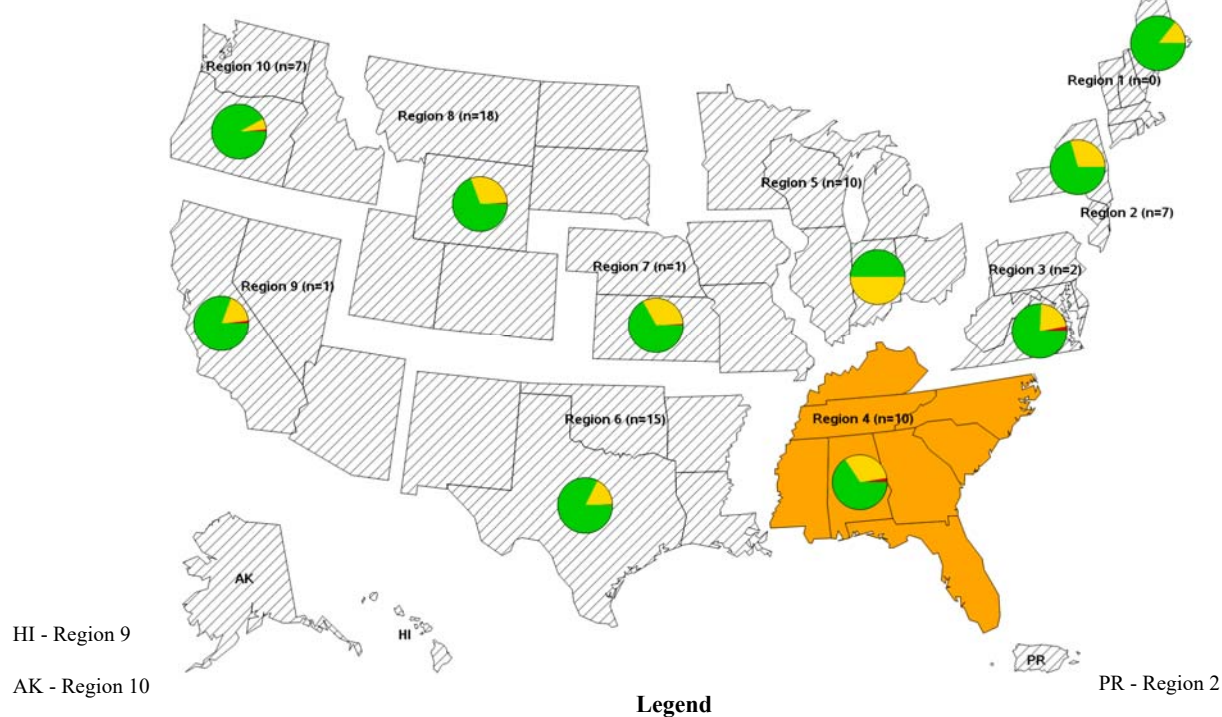 Region 10 (n=7)
Region 1 (n=0)
Region 8 (n=18)
Region 5 (n=10)
Region 2 (n=7)
Region 7 (n=1)
Region 3 (n=2)
Region 9 (n=1)
Region 6 (n=15)
Region 4 (n=10)
AK
HI
HI - Region 9
PR
AK - Region 10
PR - Region 2
Legend